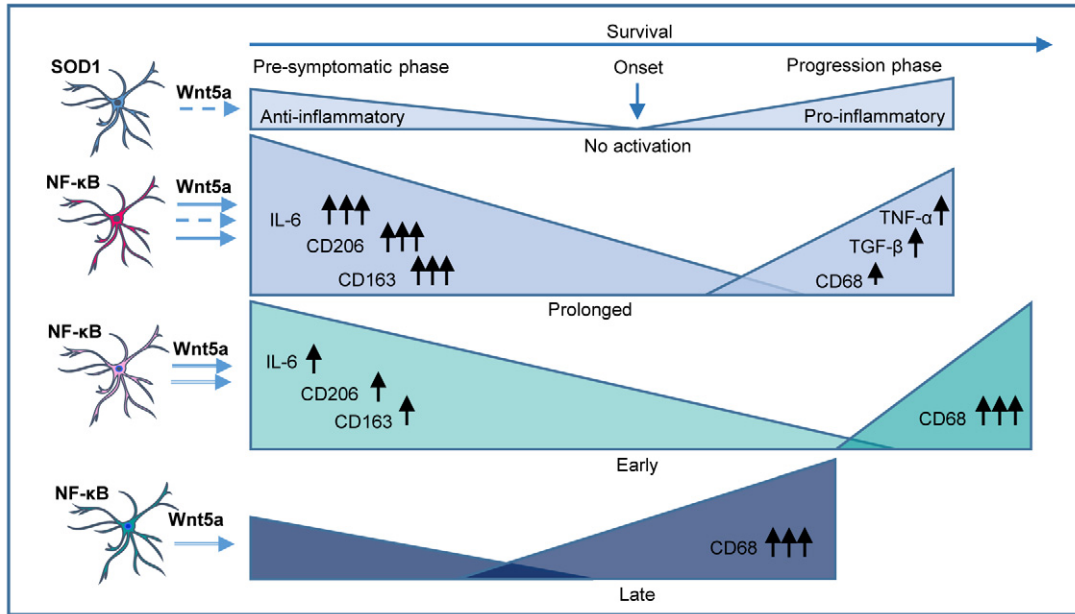 Survival
SOD1
Pre-symptomatic phase
Onset
Progression phase
Wnt5a
Anti-inflammatory
Pro-inflammatory
No activation
NF-κB
Wnt5a
IL-6
CD206
CD163
TNF-α
TGF-β
CD68
Prolonged
NF-κB
Wnt5a
IL-6
CD206
CD163
CD68
Early
NF-κB
Wnt5a
CD68
Late